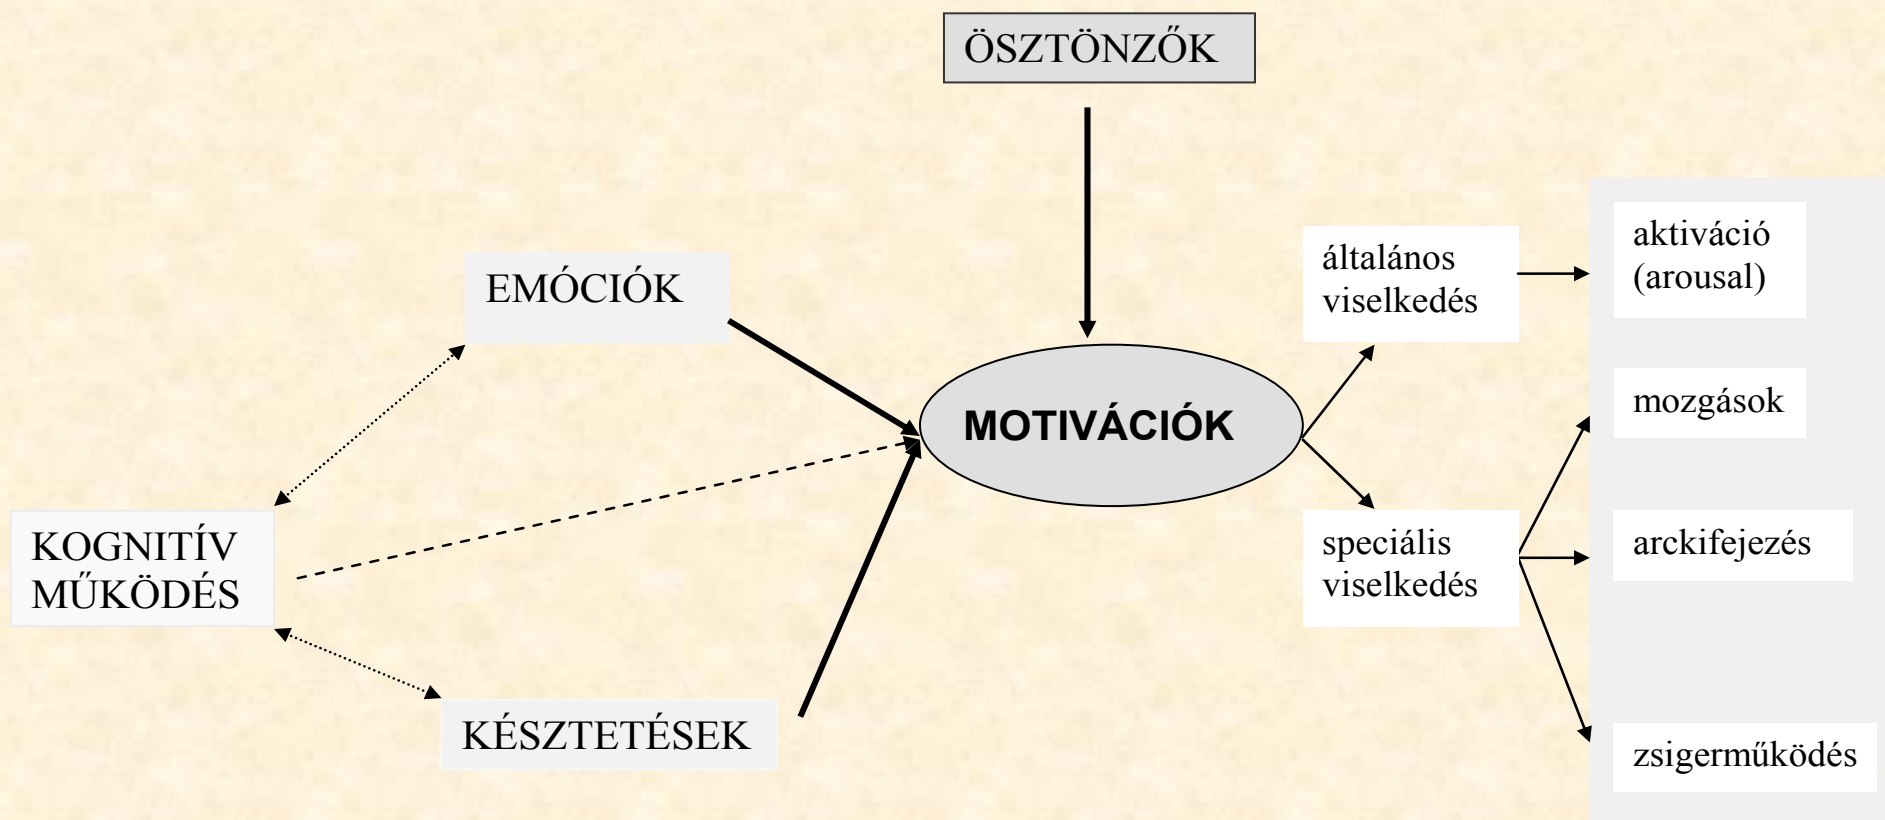 ÖSZTÖNZŐK
EMÓCIÓK
KOGNITÍV
MŰKÖDÉS
KÉSZTETÉSEK
MOTIVÁCIÓK
általános
viselkedés
speciális
viselkedés
aktiváció
(arousal)
mozgások
arckifejezés
zsigerműködés